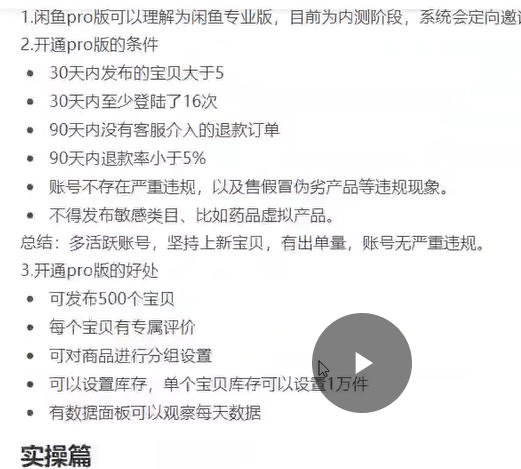 1.闲鱼pro版可以理解为闲鱼专业版，目前为内测阶段，系统会定向邀
2.开通pro版的条件
• 30天内发布的宝贝大于5
• 30天内至少登陆了16次
• 90天内没有客服介入的退款订单
• 90天内退款率小于5%
• 账号不存在严重违规，以及售假冒伪劣产品等违规现象。
• 不得发布敏感类目、比如药品虚拟产品。
总结：多活跃账号，坚持上新宝贝，有出单量，账号无严重违规。
3.开通pro版的好处
• 可发布500个宝贝
• 每个宝贝有专属评价
• 可对商品进行分组设置
• 可以设置库存，单个宝贝库存可以设置1万件
• 有数据面板可以观察每天数据
实操篇